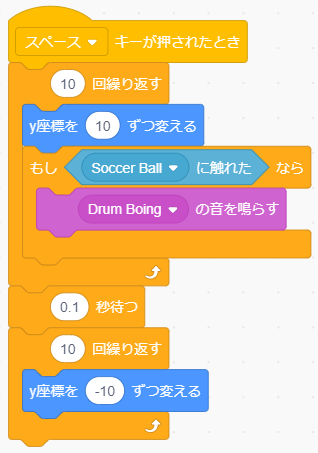 スペース キーが押されたとき
10 回繰り返す
y座標を 10 ずつ変える
もし Soccer Ball に触れた なら
Drum Boing の音を鳴らす
0.1 秒待つ
10 回繰り返す
y座標を -10 ずつ変える